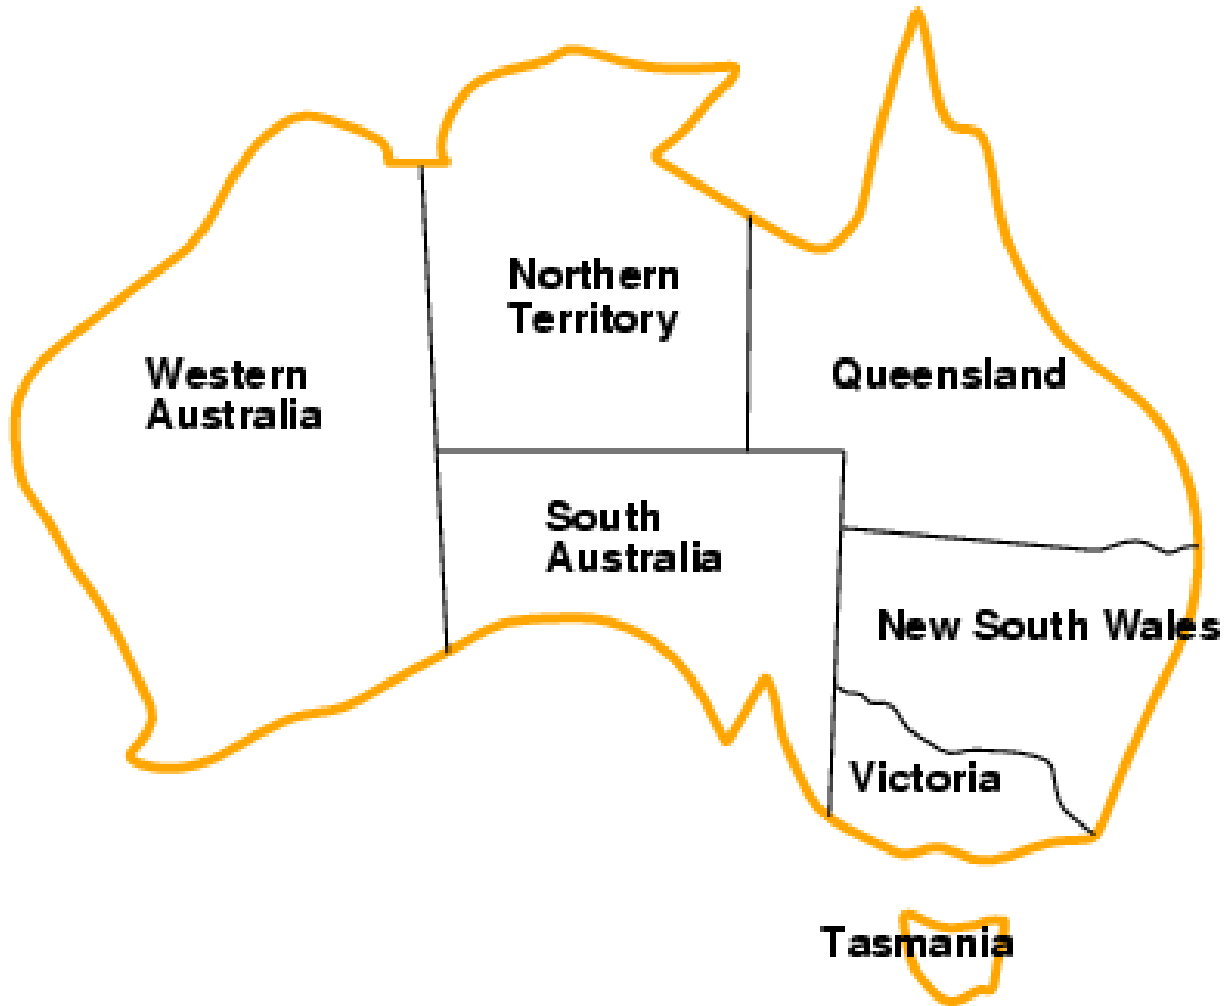 Northern
Territory
Western
Australia
Queensland
South
Australia
New South Wales
Victoria
Tasmania